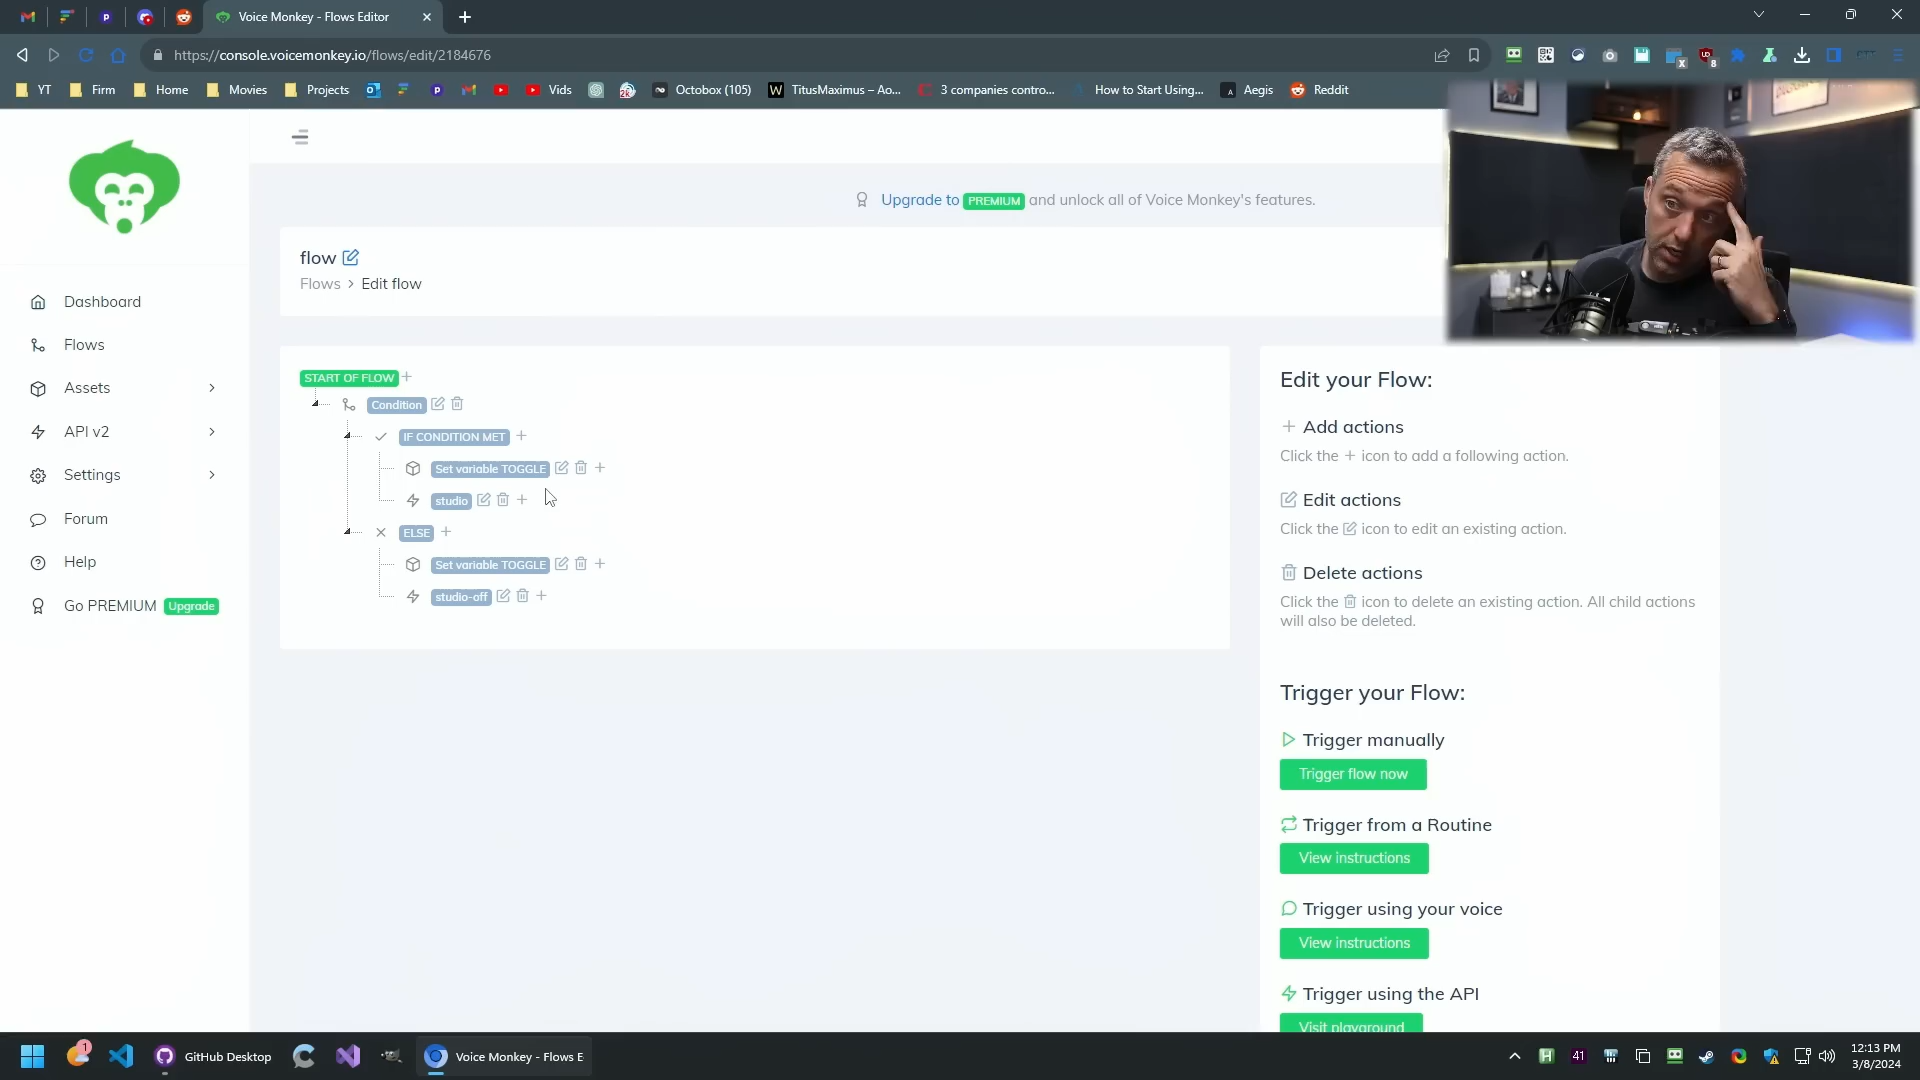 Voice Monkey - Flows Editor
https://console.voicemonkey.io/flows/edit/2184676
8
YT
Firm
Home
Movies
Projects
Vids
Octobox (105)
TitusMaximus – Ao...
3 companies contro...
How to Start Using...
Aegis
Reddit
Upgrade to PREMIUM and unlock all of Voice Monkey's features.
flow
Flows > Edit flow
Dashboard
Flows
Assets
API v2
Settings
Forum
Help
Go PREMIUM Upgrade
START OF FLOW +
Condition
IF CONDITION MET +
Set variable TOGGLE +
studio +
ELSE +
Set variable TOGGLE +
studio-off +
Edit your Flow:
+ Add actions
Click the + icon to add a following action.
Edit actions
Click the icon to edit an existing action.
Delete actions
Click the icon to delete an existing action. All child actions
will also be deleted.
Trigger your Flow:
Trigger manually
Trigger flow now
Trigger from a Routine
View instructions
Trigger using your voice
View instructions
Trigger using the API
Visit playground
1
GitHub Desktop
Voice Monkey - Flows E
41
12:13 PM
3/8/2024